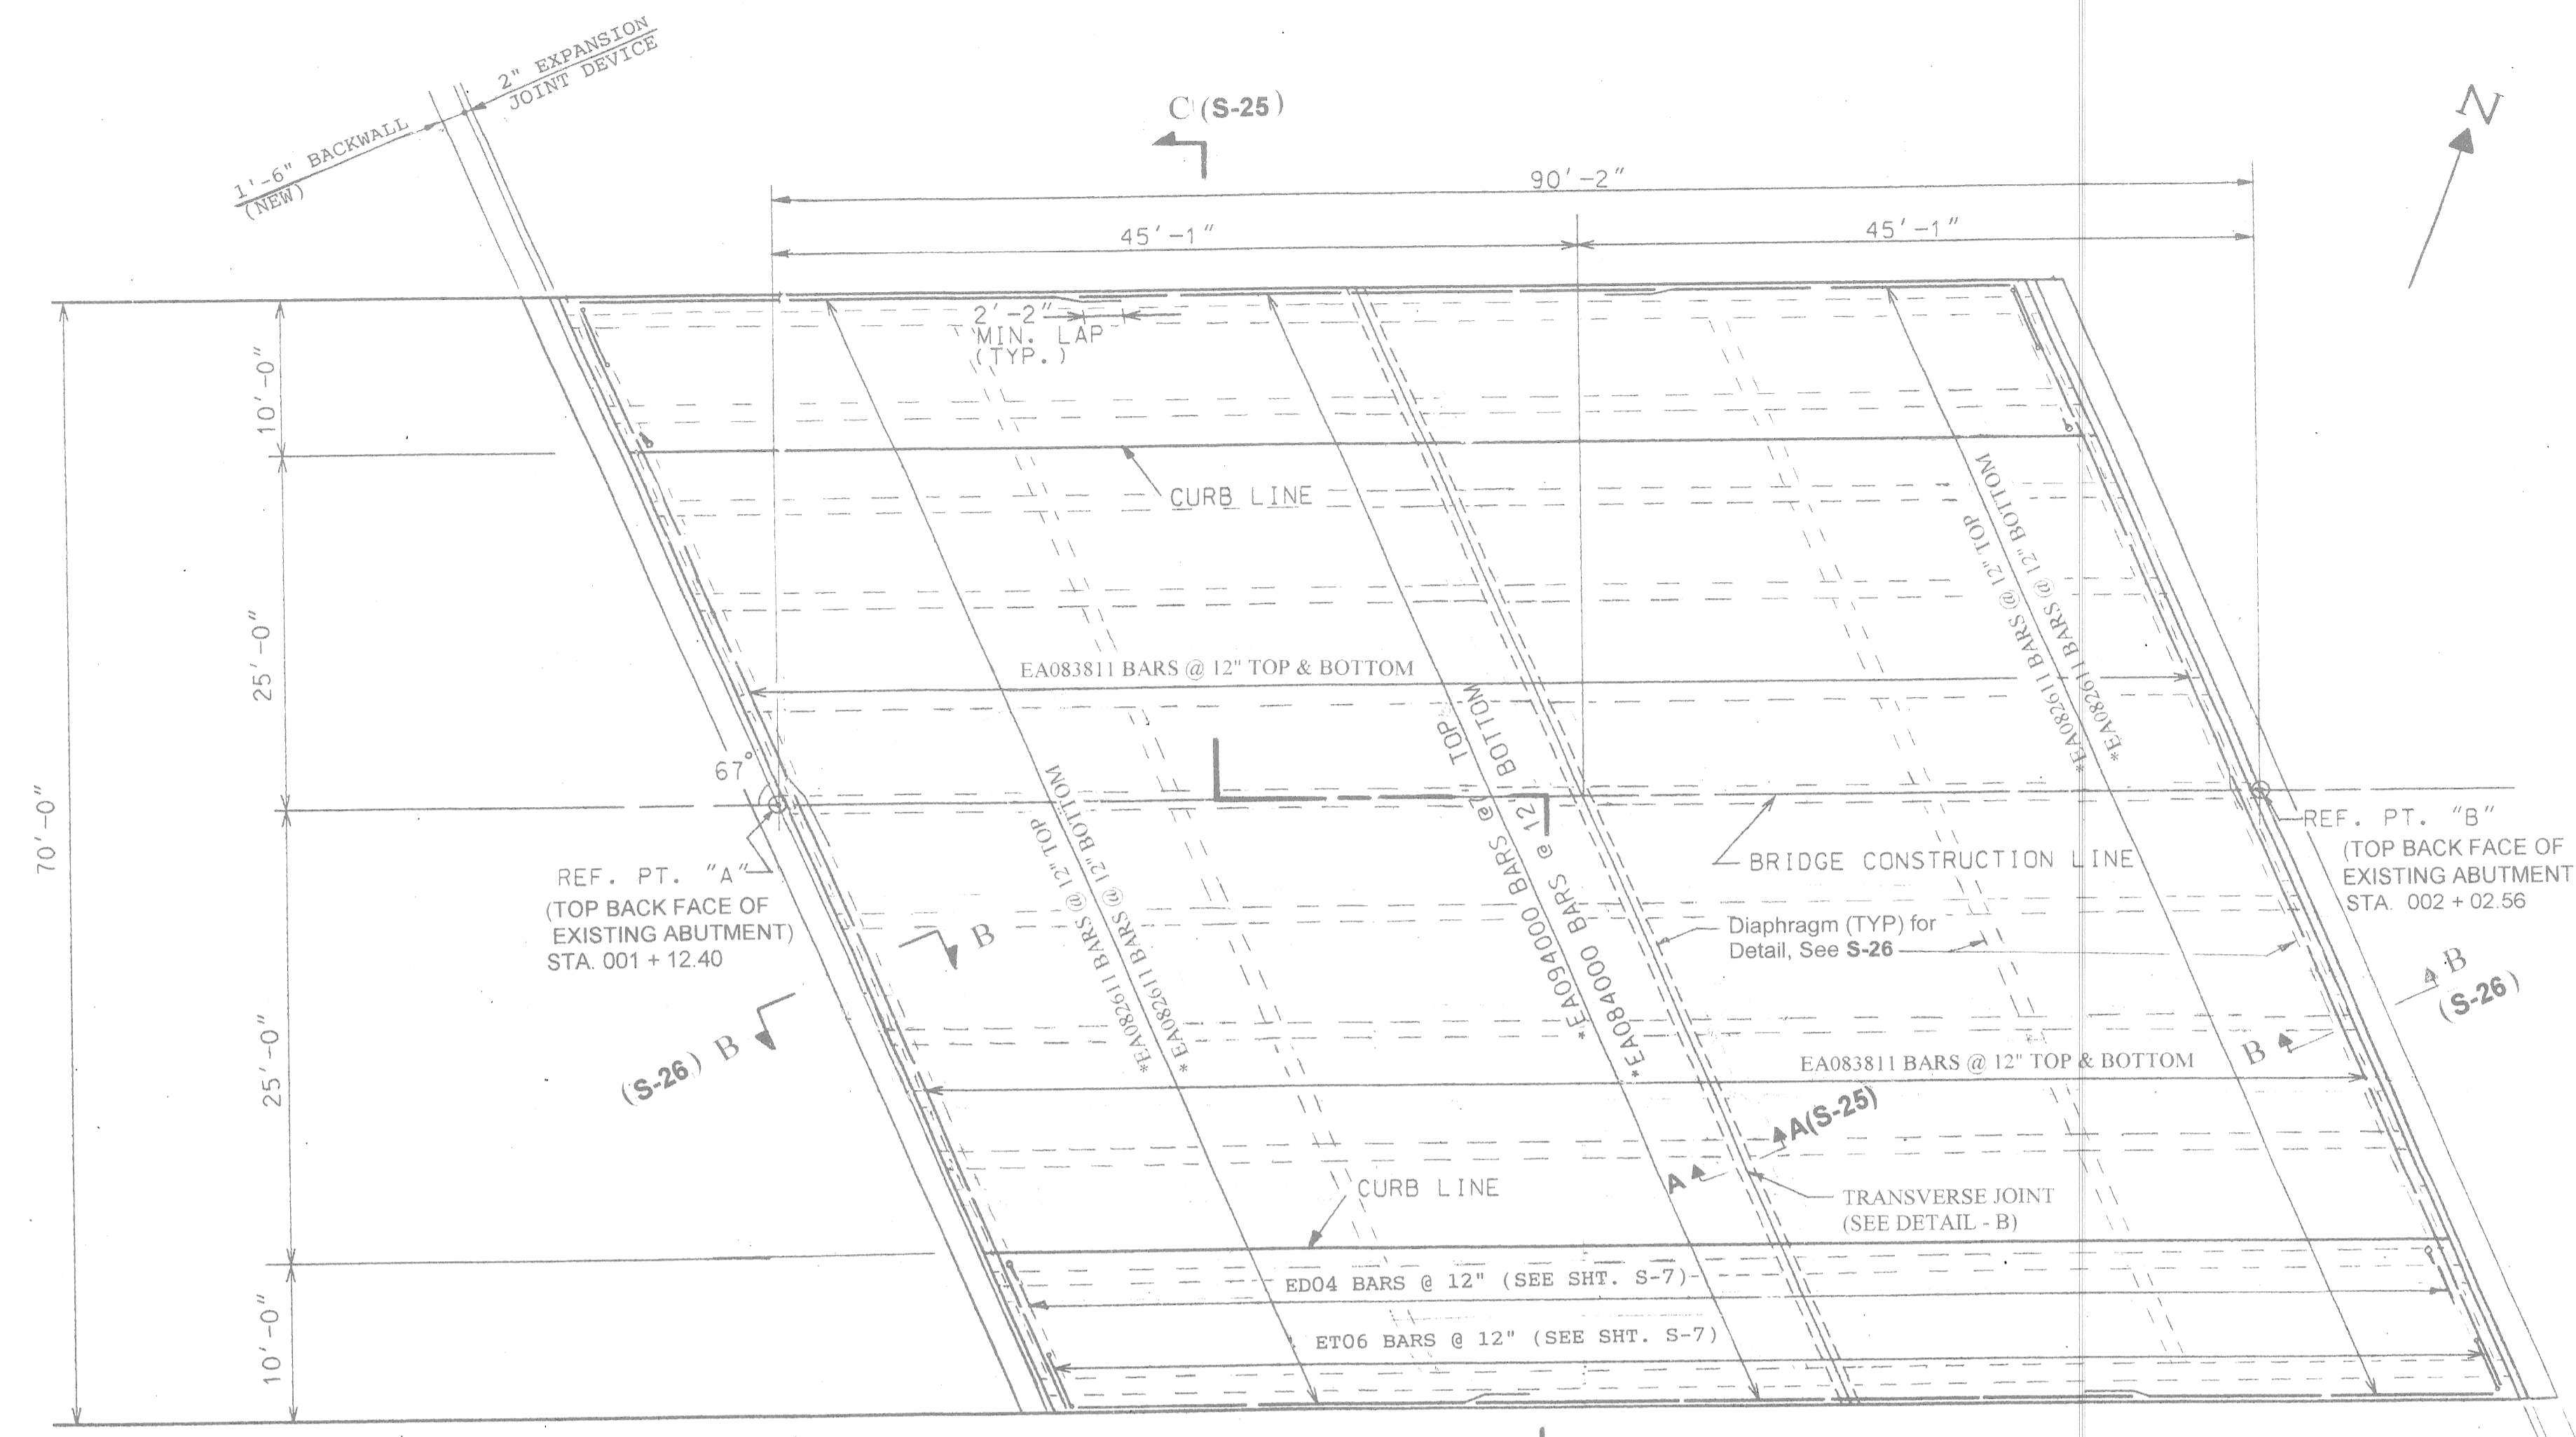 2" EXPANSION
JOINT DEVICE
1'-6" BACKWALL
(NEW)
C (S-25)
N
90'-2"
45'-1"
45'-1"
2'-2"
MIN. LAP
(TYP.)
10'-0"
CURB LINE
25'-0"
EA083811 BARS @ 12" TOP & BOTTOM
*EA082611 BARS @ 12" TOP
*EA082611 BARS @ 12" BOTTOM
67°
70'-0"
REF. PT. "A"
(TOP BACK FACE OF
EXISTING ABUTMENT)
STA. 001 + 12.40
*EA082611 BARS @ 12" TOP
*EA082611 BARS @ 12" BOTTOM
*EA094000 BARS @ TOP
*EA084000 BARS @ 12" BOTTOM
BRIDGE CONSTRUCTION LINE
REF. PT. "B"
(TOP BACK FACE OF
EXISTING ABUTMENT
STA. 002 + 02.56
Diaphragm (TYP) for
Detail, See S-26
B
(S-26) B
B
(S-26)
B
25'-0"
EA083811 BARS @ 12" TOP & BOTTOM
A(S-25)
A
CURB LINE
TRANSVERSE JOINT
(SEE DETAIL - B)
10'-0"
ED04 BARS @ 12" (SEE SHT. S-7)
ET06 BARS @ 12" (SEE SHT. S-7)